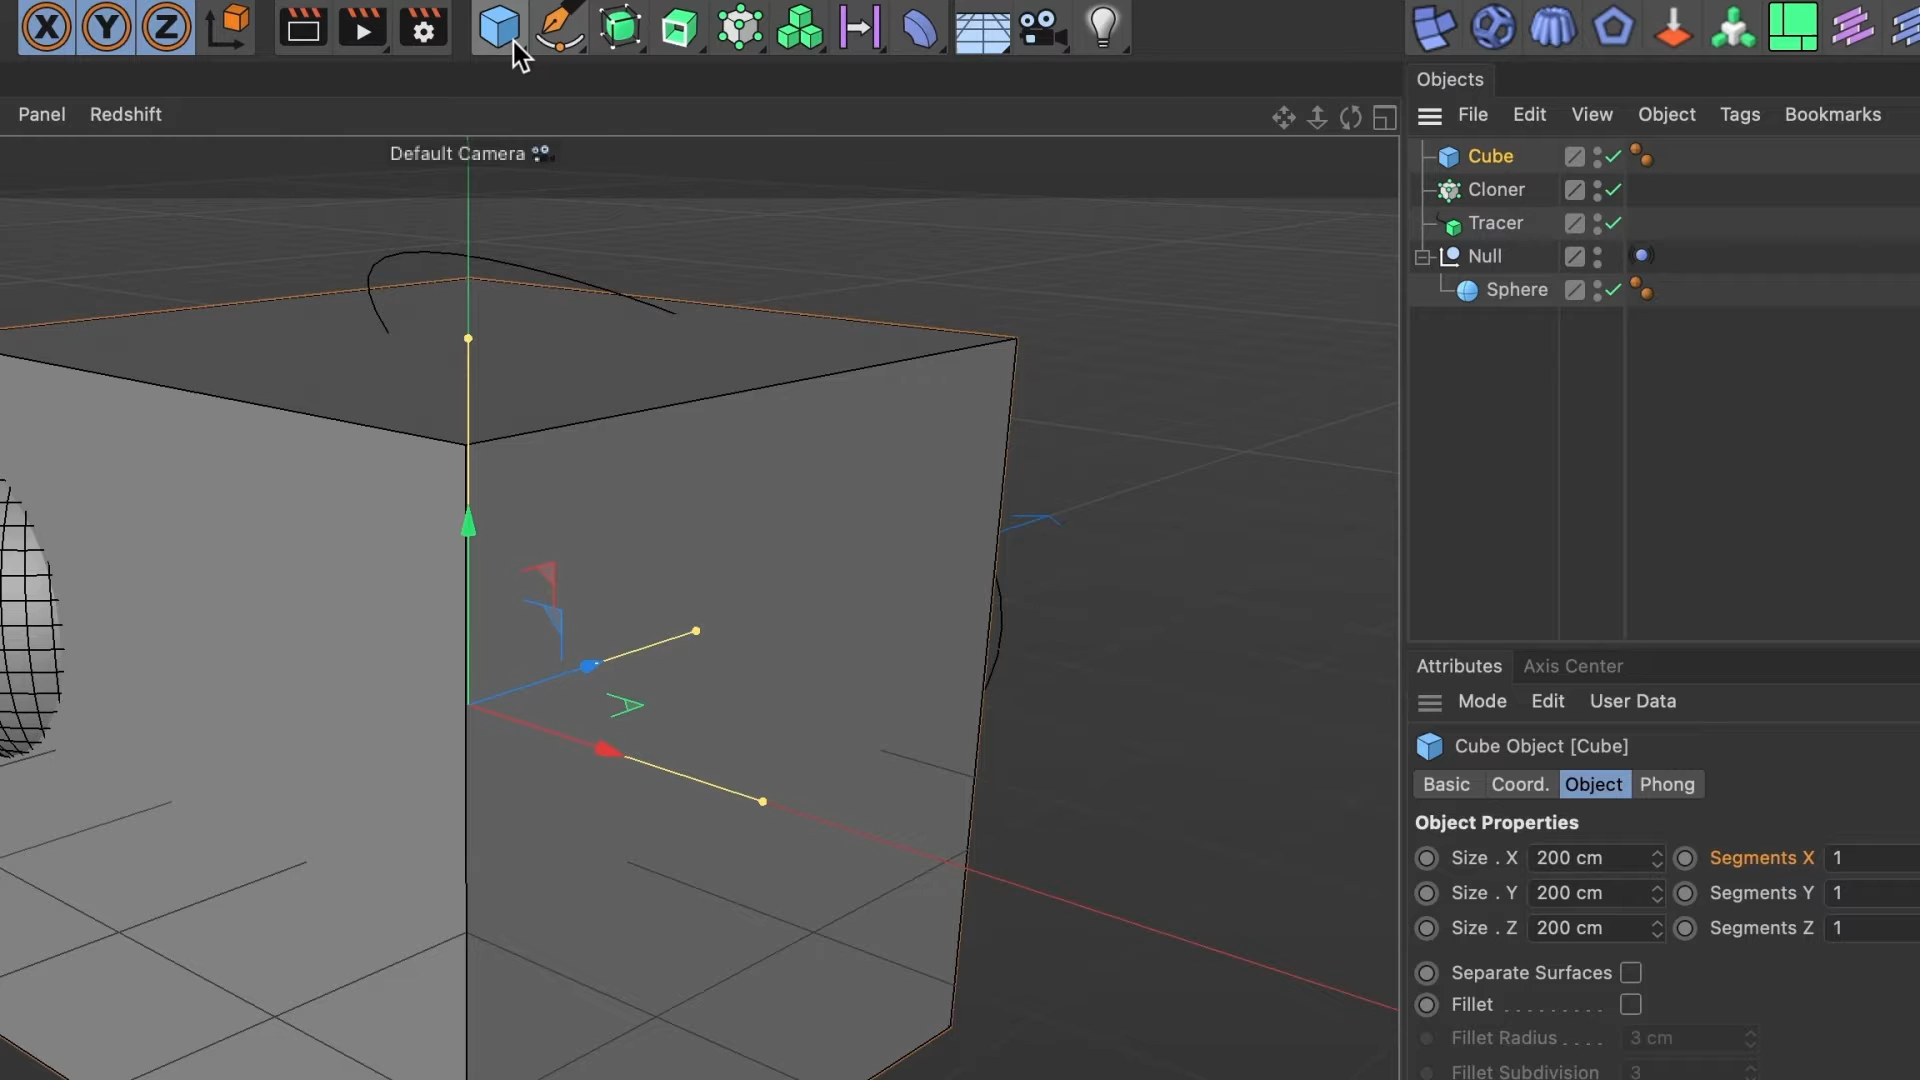 X Y Z
Panel Redshift
Default Camera
Objects
File Edit View Object Tags Bookmarks
Cube
Cloner
Tracer
Null
Sphere
Attributes Axis Center
Mode Edit User Data
Cube Object [Cube]
Basic Coord. Object Phong
Object Properties
Size . X 200 cm Segments X 1
Size . Y 200 cm Segments Y 1
Size . Z 200 cm Segments Z 1
Separate Surfaces
Fillet . . . . . . . . .
Fillet Radius . . . . 3 cm
Fillet Subdivision 3